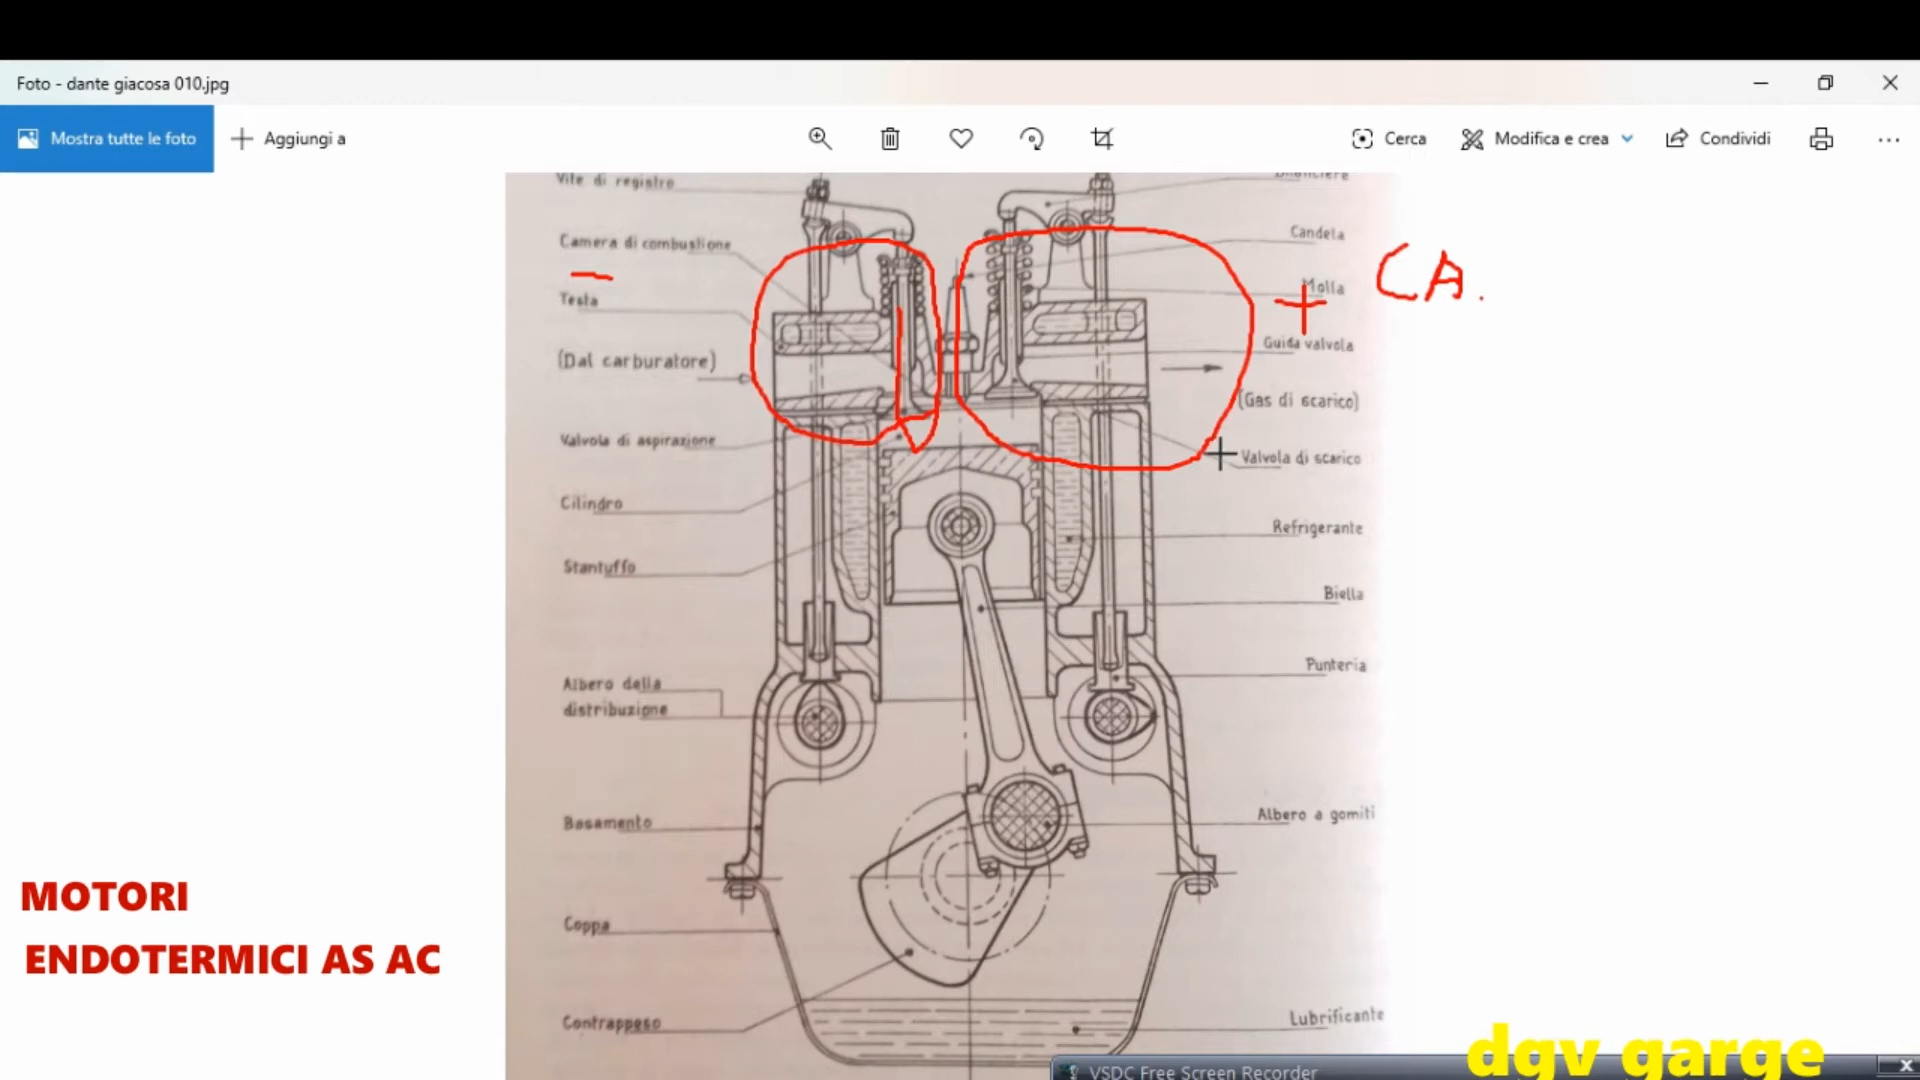 Foto - dante giacosa 010.jpg
Mostra tutte le foto
Aggiungi a
Cerca
Modifica e crea
Condividi
Vite di registro
Bilanciere
Camera di combustione
Candela
Testa
Molla
CA.
(Dal carburatore)
Guida valvola
(Gas di scarico)
Valvola di aspirazione
Valvola di scarico
Cilindro
Refrigerante
Stantuffo
Biella
Albero della
distribuzione
Punteria
Basamento
Albero a gomiti
MOTORI
ENDOTERMICI AS AC
Coppa
Contrappeso
Lubrificante
dgv garge
VSDC Free Screen Recorder